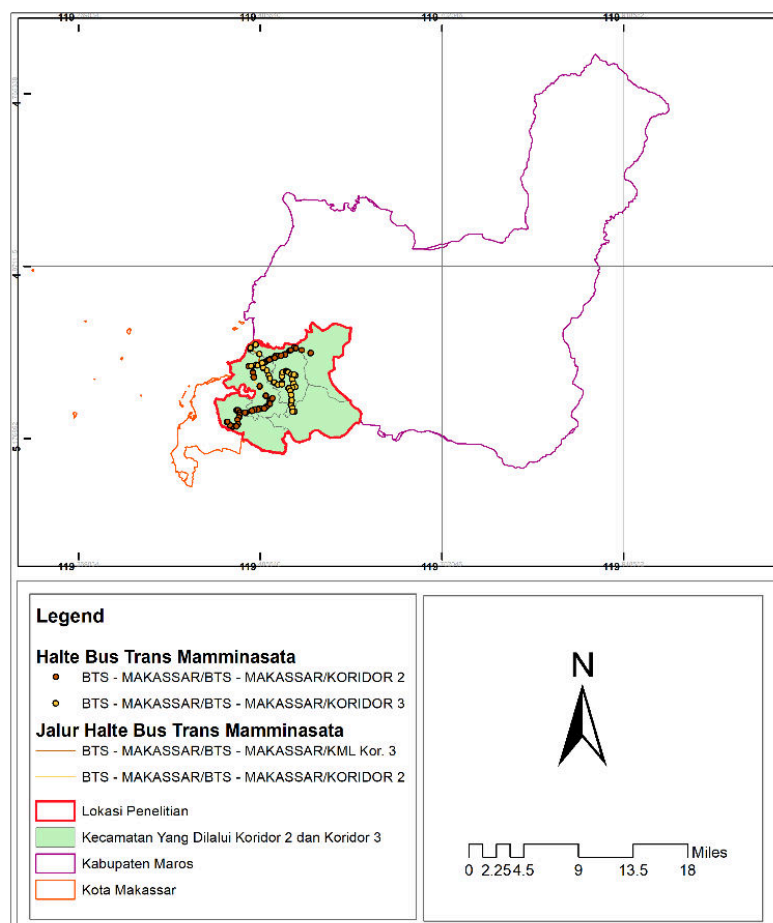 119 119 119 119
4
4
5
119 119 119 119
Legend
Halte Bus Trans Mamminasata
BTS - MAKASSAR/BTS - MAKASSAR/KORIDOR 2
BTS - MAKASSAR/BTS - MAKASSAR/KORIDOR 3
Jalur Halte Bus Trans Mamminasata
BTS - MAKASSAR/BTS - MAKASSAR/KML Kor. 3
BTS - MAKASSAR/BTS - MAKASSAR/KORIDOR 2
Lokasi Penelitian
Kecamatan Yang Dilalui Koridor 2 dan Koridor 3
Kabupaten Maros
Kota Makassar
N
Miles
0 2.25 4.5 9 13.5 18